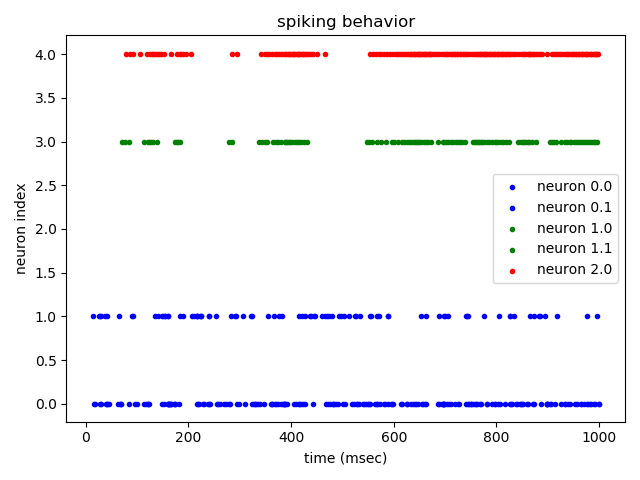 spiking behavior
4.0
3.5
3.0
2.5
2.0
1.5
1.0
0.5
0.0
neuron index
neuron 0.0
neuron 0.1
neuron 1.0
neuron 1.1
neuron 2.0
0 200 400 600 800 1000
time (msec)